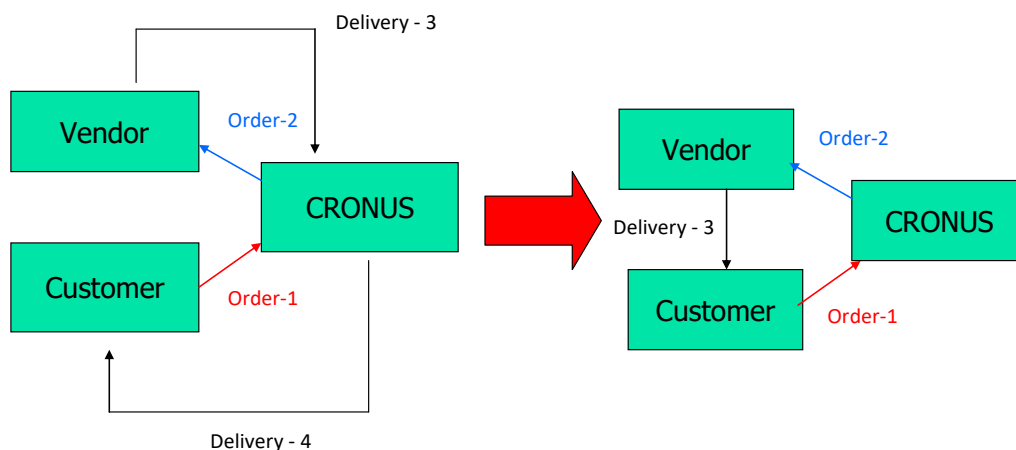 Delivery - 3
Vendor
Order-2
CRONUS
Customer
Order-1
Delivery - 4
Vendor
Order-2
CRONUS
Delivery - 3
Customer
Order-1